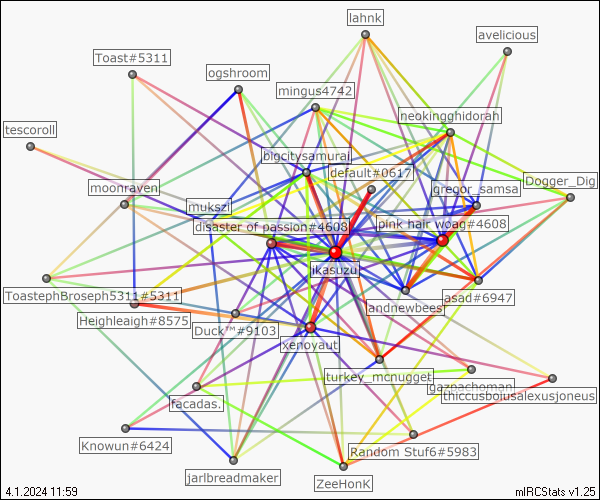 lahnk
avelicious
Toast#5311
ogshroom
mingus4742
neokingghidorah
tescoroll
bigcitysamurai
default#0617
moonraven
gregor_samsa
Dogger_Dig
mukszi
disaster of passion#4608
pink hair woag#4608
jkasuzu
ToastephBroseph5311#5311
asad#6947
landnewbees
Heighleigh#8575
Duck™#9103
xenoyaut
turkey_mcnugget
gazpachoman
thiccusboiusalexusjoneus
facadas.
Knowun#6424
Random Stuf6#5983
jarlbreadmaker
ZeeHonK
4.1.2024 11:59
mIRCStats v1.25